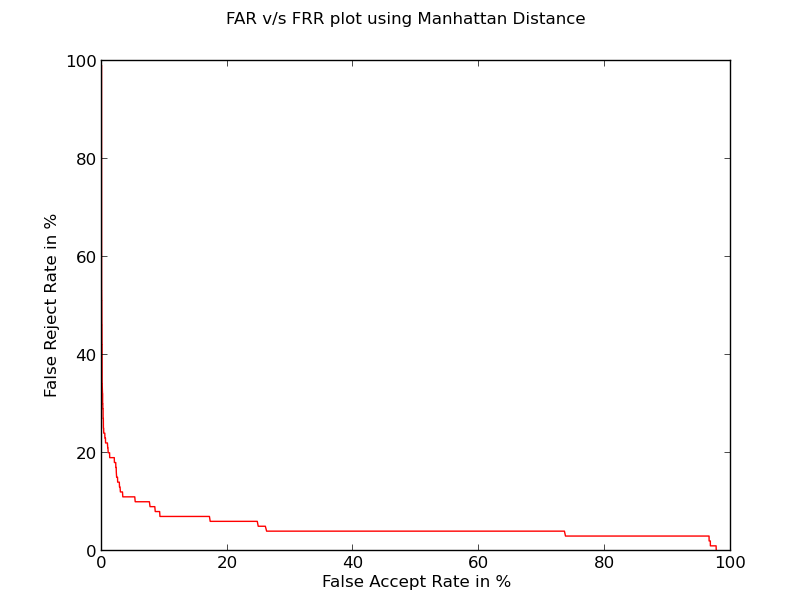 FAR v/s FRR plot using Manhattan Distance
100
80
60
40
20
0
False Reject Rate in %
0 20 40 60 80 100
False Accept Rate in %